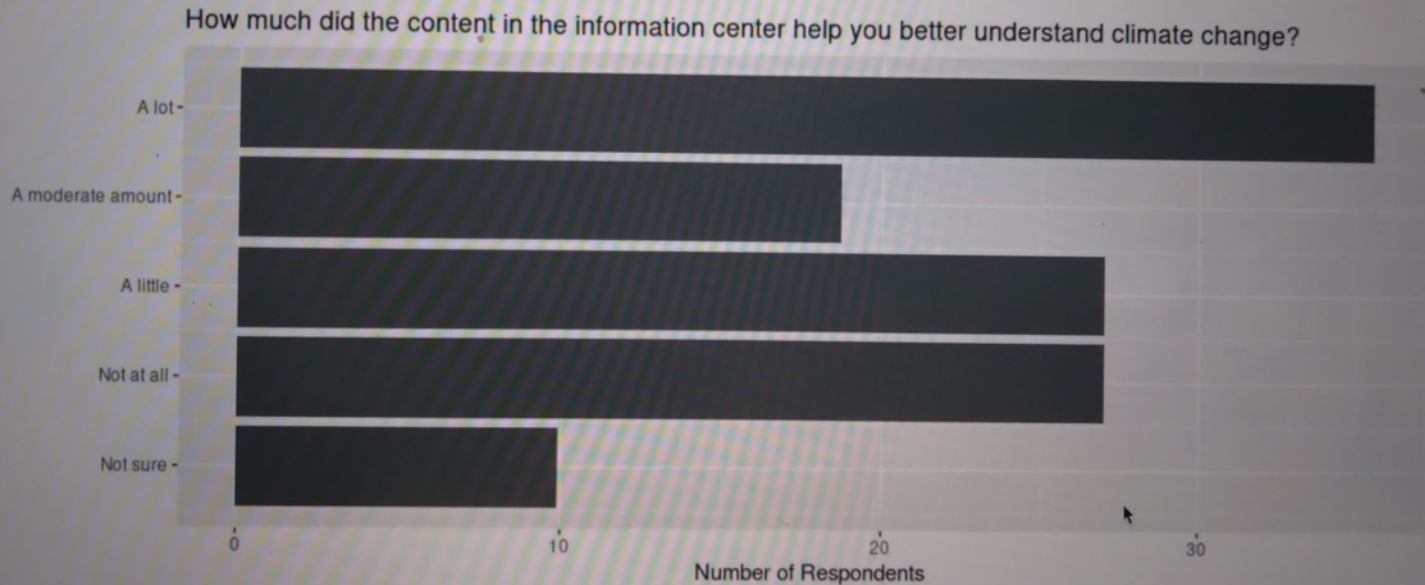 How much did the content in the information center help you better understand climate change?
A lot
A moderate amount
A little
Not at all
Not sure
0 10 20 30
Number of Respondents